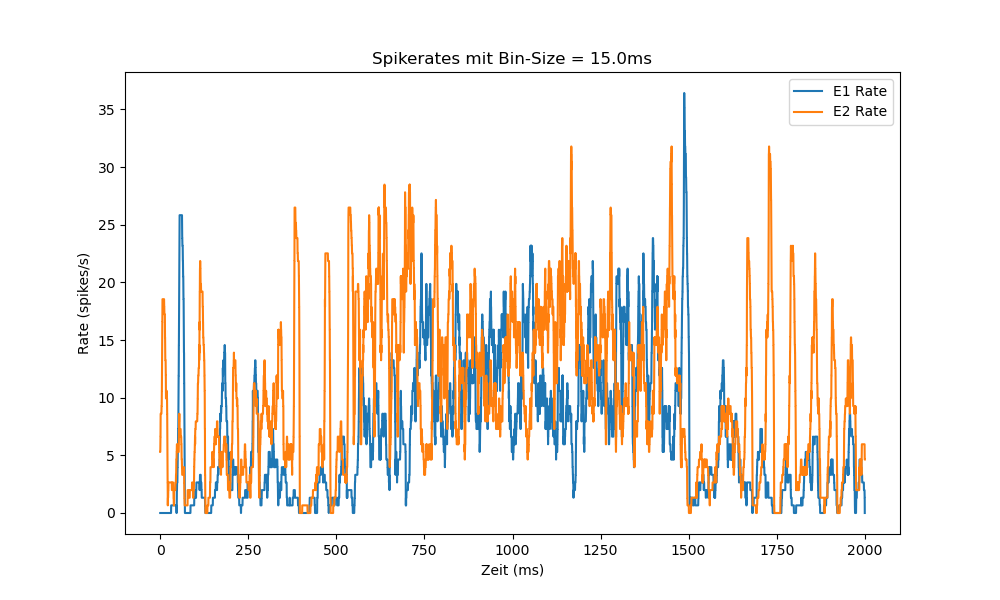 Spikerates mit Bin-Size = 15.0ms
E1 Rate
E2 Rate
35
30
25
20
15
10
5
0
Rate (spikes/s)
0 250 500 750 1000 1250 1500 1750 2000
Zeit (ms)